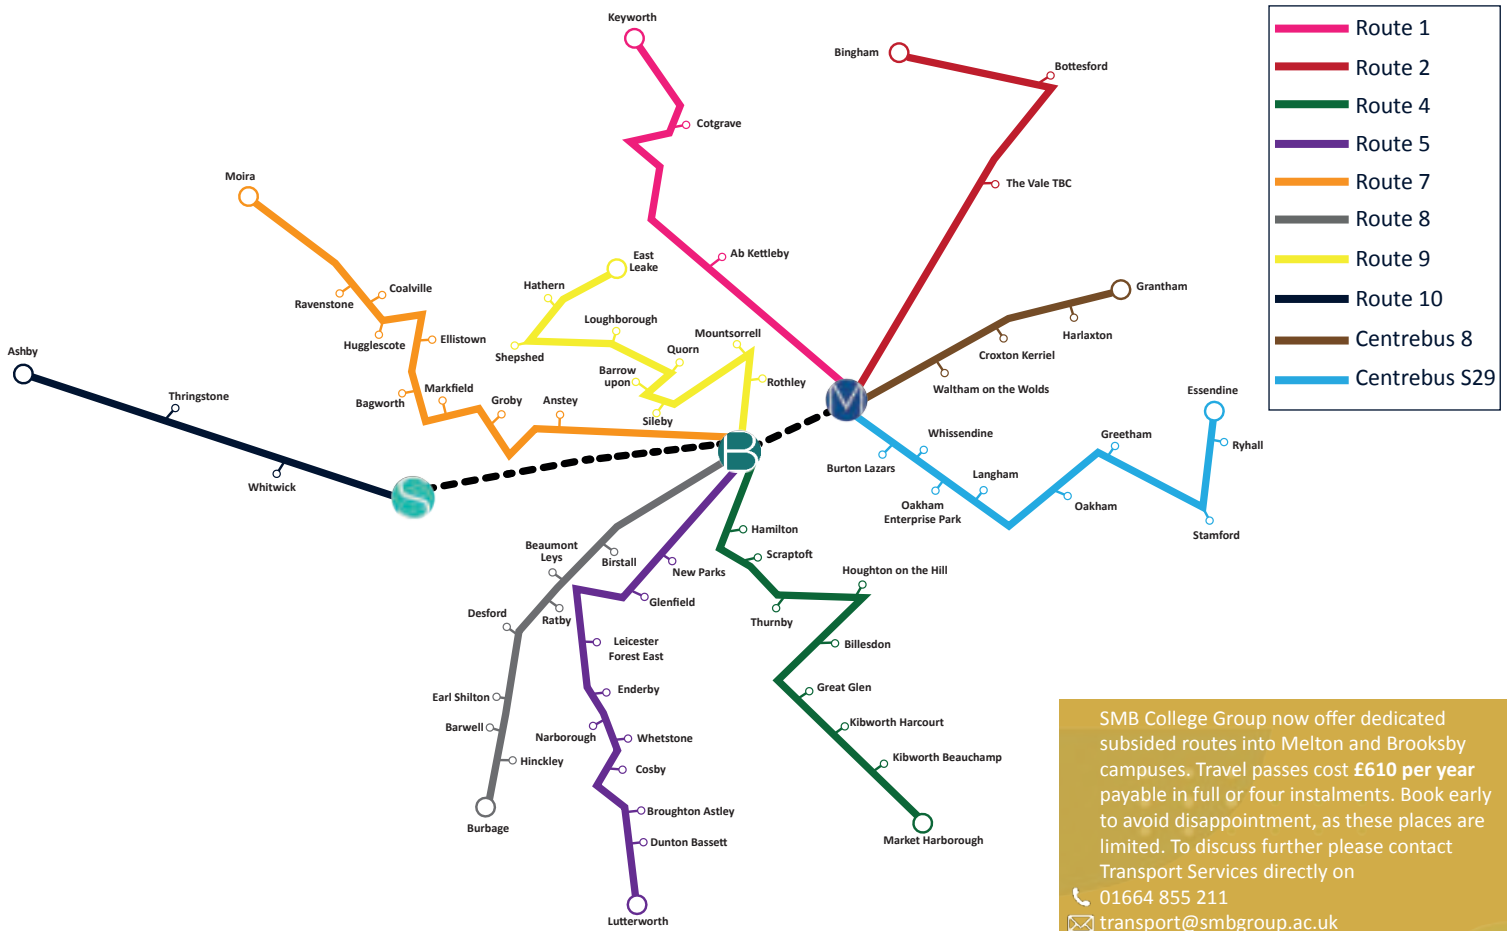 Keyworth
Cotgrave
Ab Kettleby
Bingham
Bottesford
The Vale TBC
Moira
Ravenstone
Coalville
Hugglescote
Ellistown
Bagworth
Markfield
Groby
Anstey
East
Leake
Hathern
Shepshed
Loughborough
Quorn
Barrow
upon
Sileby
Mountsorrell
Rothley
Grantham
Harlaxton
Croxton Kerriel
Waltham on the Wolds
Ashby
Thringstone
Whitwick
S
B
M
Essendine
Ryhall
Stamford
Greetham
Oakham
Langham
Whissendine
Oakham
Enterprise Park
Burton Lazars
Hamilton
Scraptoft
Thurnby
Houghton on the Hill
Billesdon
Great Glen
Kibworth Harcourt
Kibworth Beauchamp
Market Harborough
Birstall
Beaumont
Leys
Ratby
Desford
Earl Shilton
Barwell
Hinckley
Burbage
New Parks
Glenfield
Leicester
Forest East
Enderby
Narborough
Whetstone
Cosby
Broughton Astley
Dunton Bassett
Lutterworth
Route 1
Route 2
Route 4
Route 5
Route 7
Route 8
Route 9
Route 10
Centrebus 8
Centrebus S29
SMB College Group now offer dedicated
subsided routes into Melton and Brooksby
campuses. Travel passes cost £610 per year
payable in full or four instalments. Book early
to avoid disappointment, as these places are
limited. To discuss further please contact
Transport Services directly on
01664 855 211
transport@smbgroup.ac.uk